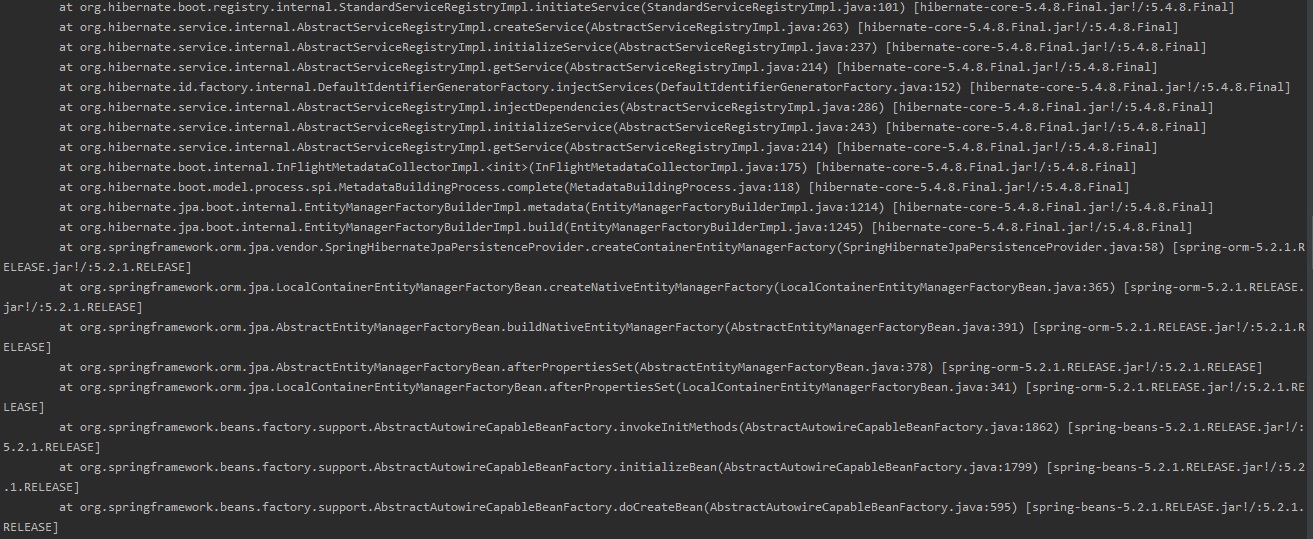 at org.hibernate.boot.registry.internal.StandardServiceRegistryImpl.initiateService(StandardServiceRegistryImpl.java:101) [hibernate-core-5.4.8.Final.jar!/:5.4.8.Final]
at org.hibernate.service.internal.AbstractServiceRegistryImpl.createService(AbstractServiceRegistryImpl.java:263) [hibernate-core-5.4.8.Final.jar!/:5.4.8.Final]
at org.hibernate.service.internal.AbstractServiceRegistryImpl.initializeService(AbstractServiceRegistryImpl.java:237) [hibernate-core-5.4.8.Final.jar!/:5.4.8.Final]
at org.hibernate.service.internal.AbstractServiceRegistryImpl.getService(AbstractServiceRegistryImpl.java:214) [hibernate-core-5.4.8.Final.jar!/:5.4.8.Final]
at org.hibernate.id.factory.internal.DefaultIdentifierGeneratorFactory.injectServices(DefaultIdentifierGeneratorFactory.java:152) [hibernate-core-5.4.8.Final.jar!/:5.4.8.Final]
at org.hibernate.service.internal.AbstractServiceRegistryImpl.injectDependencies(AbstractServiceRegistryImpl.java:286) [hibernate-core-5.4.8.Final.jar!/:5.4.8.Final]
at org.hibernate.service.internal.AbstractServiceRegistryImpl.initializeService(AbstractServiceRegistryImpl.java:243) [hibernate-core-5.4.8.Final.jar!/:5.4.8.Final]
at org.hibernate.service.internal.AbstractServiceRegistryImpl.getService(AbstractServiceRegistryImpl.java:214) [hibernate-core-5.4.8.Final.jar!/:5.4.8.Final]
at org.hibernate.boot.internal.InFlightMetadataCollectorImpl.<init>(InFlightMetadataCollectorImpl.java:175) [hibernate-core-5.4.8.Final.jar!/:5.4.8.Final]
at org.hibernate.boot.model.process.spi.MetadataBuildingProcess.complete(MetadataBuildingProcess.java:118) [hibernate-core-5.4.8.Final.jar!/:5.4.8.Final]
at org.hibernate.jpa.boot.internal.EntityManagerFactoryBuilderImpl.metadata(EntityManagerFactoryBuilderImpl.java:1214) [hibernate-core-5.4.8.Final.jar!/:5.4.8.Final]
at org.hibernate.jpa.boot.internal.EntityManagerFactoryBuilderImpl.build(EntityManagerFactoryBuilderImpl.java:1245) [hibernate-core-5.4.8.Final.jar!/:5.4.8.Final]
at org.springframework.orm.jpa.vendor.SpringHibernateJpaPersistenceProvider.createContainerEntityManagerFactory(SpringHibernateJpaPersistenceProvider.java:58) [spring-orm-5.2.1.R
ELEASE.jar!/:5.2.1.RELEASE]
at org.springframework.orm.jpa.LocalContainerEntityManagerFactoryBean.createNativeEntityManagerFactory(LocalContainerEntityManagerFactoryBean.java:365) [spring-orm-5.2.1.RELEASE.
jar!/:5.2.1.RELEASE]
at org.springframework.orm.jpa.AbstractEntityManagerFactoryBean.buildNativeEntityManagerFactory(AbstractEntityManagerFactoryBean.java:391) [spring-orm-5.2.1.RELEASE.jar!/:5.2.1.R
ELEASE]
at org.springframework.orm.jpa.AbstractEntityManagerFactoryBean.afterPropertiesSet(AbstractEntityManagerFactoryBean.java:378) [spring-orm-5.2.1.RELEASE.jar!/:5.2.1.RELEASE]
at org.springframework.orm.jpa.LocalContainerEntityManagerFactoryBean.afterPropertiesSet(LocalContainerEntityManagerFactoryBean.java:341) [spring-orm-5.2.1.RELEASE.jar!/:5.2.1.RE
LEASE]
at org.springframework.beans.factory.support.AbstractAutowireCapableBeanFactory.invokeInitMethods(AbstractAutowireCapableBeanFactory.java:1862) [spring-beans-5.2.1.RELEASE.jar!/:
5.2.1.RELEASE]
at org.springframework.beans.factory.support.AbstractAutowireCapableBeanFactory.initializeBean(AbstractAutowireCapableBeanFactory.java:1799) [spring-beans-5.2.1.RELEASE.jar!/:5.2
.1.RELEASE]
at org.springframework.beans.factory.support.AbstractAutowireCapableBeanFactory.doCreateBean(AbstractAutowireCapableBeanFactory.java:595) [spring-beans-5.2.1.RELEASE.jar!/:5.2.1.
RELEASE]